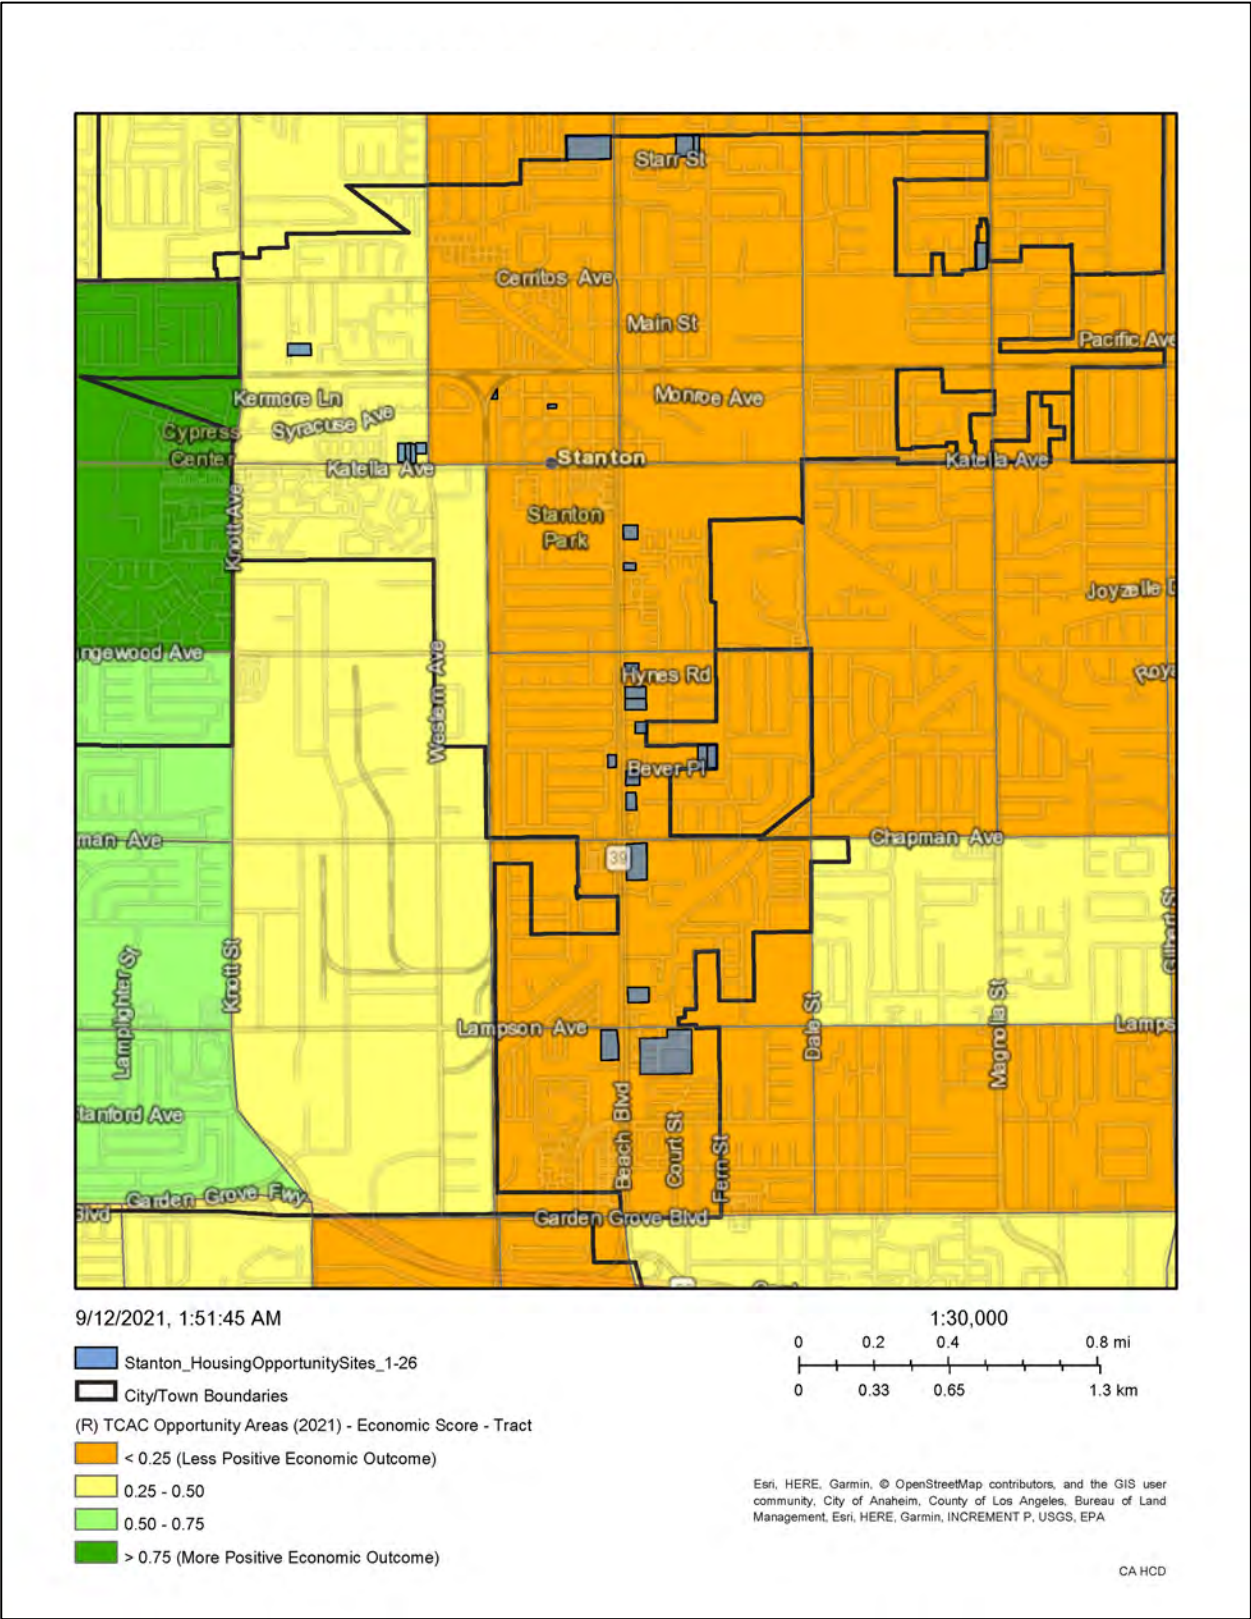 Starr St
Cerritos Ave
Main St
Pacific Ave
Kermore Ln
Monroe Ave
Syracuse Ave
Cypress
Center
Katella Ave
Stanton
Katella Ave
Knott Ave
Stanton
Park
Joyzelle D
ngewood Ave
Western Ave
Hynes Rd
Roya
Bever Pl
man Ave
39
Chapman Ave
Gilbert St
Lamplighter St
Knott St
Lampson Ave
Dale St
Magnolia St
Lamps
tanford Ave
Beach Blvd
Court St
Fern St
Garden Grove Fwy
Blvd
Garden Grove Blvd
9/12/2021, 1:51:45 AM
1:30,000
0 0.2 0.4 0.8 mi
0 0.33 0.65 1.3 km
Stanton_HousingOpportunitySites_1-26
City/Town Boundaries
(R) TCAC Opportunity Areas (2021) - Economic Score - Tract
< 0.25 (Less Positive Economic Outcome)
0.25 - 0.50
0.50 - 0.75
> 0.75 (More Positive Economic Outcome)
Esri, HERE, Garmin, © OpenStreetMap contributors, and the GIS user
community, City of Anaheim, County of Los Angeles, Bureau of Land
Management, Esri, HERE, Garmin, INCREMENT P, USGS, EPA
CA HCD